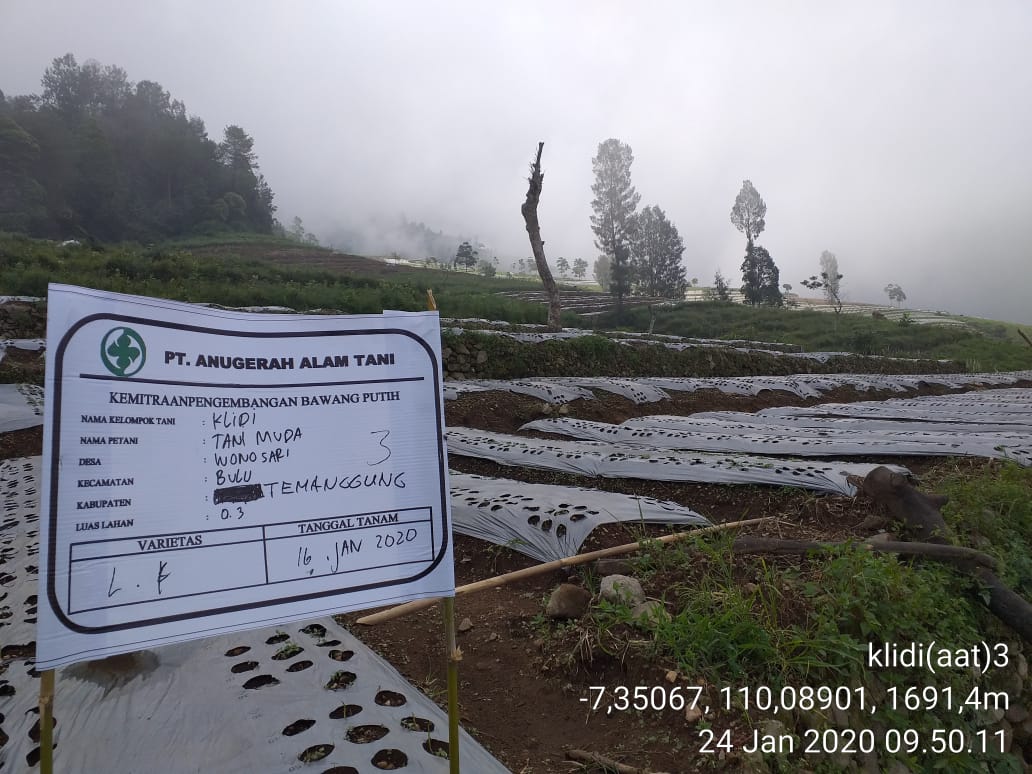 PT. ANUGERAH ALAM TANI
KEMITRAANPENGEMBANGAN BAWANG PUTIH
NAMA KELOMPOK TANI : KLIDI
NAMA PETANI : TANI MUDA 3
DESA : WONOSARI
KECAMATAN : BULU
KABUPATEN : TEMANGGUNG
LUAS LAHAN : 0.3
VARIETAS TANGGAL TANAM
L. 16. JAN 2020
klidi(aat)3
-7,35067, 110,08901, 1691,4m
24 Jan 2020 09.50.11